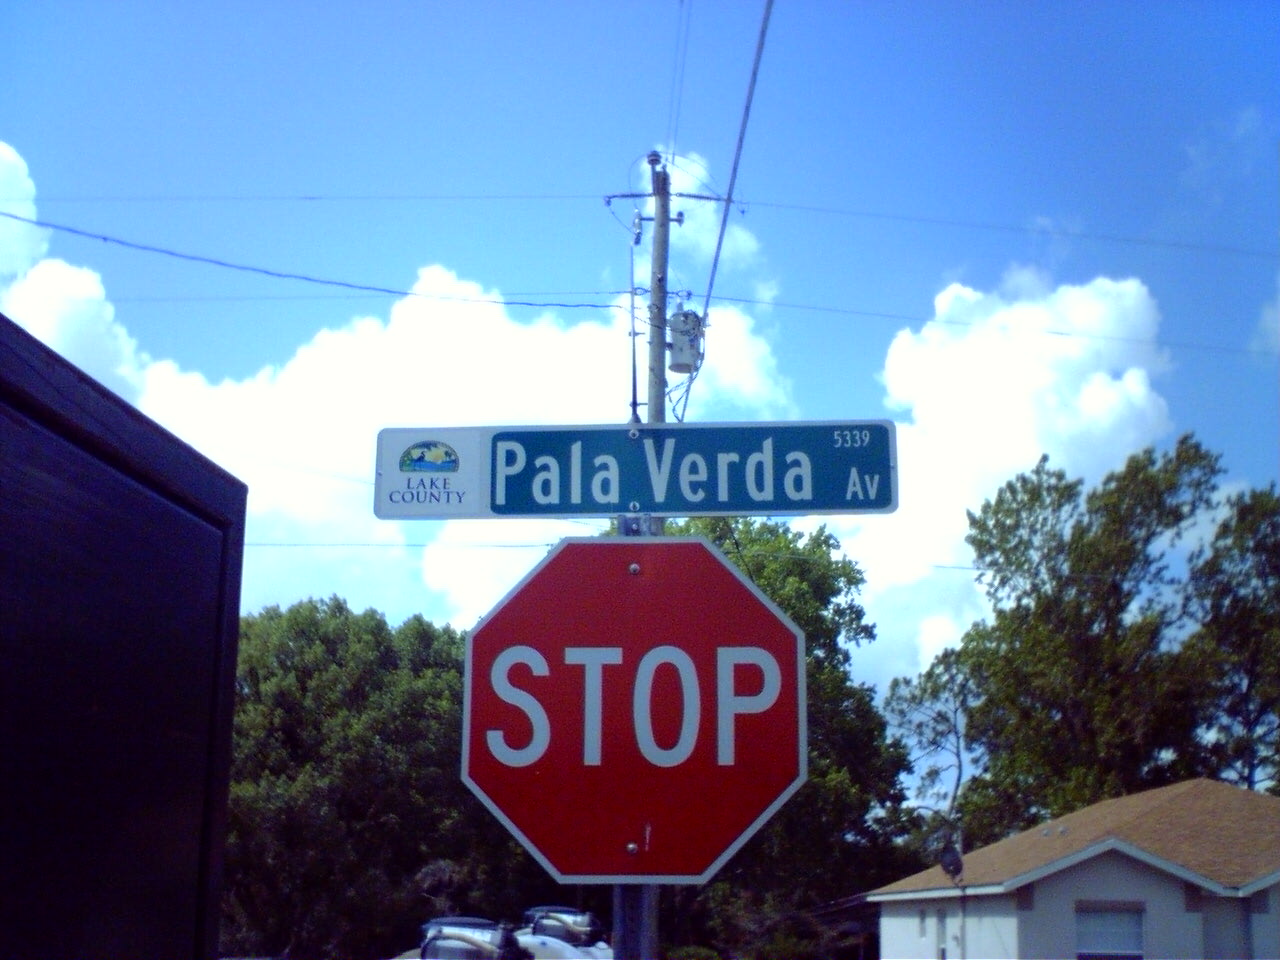 LAKE
COUNTY
Pala Verda
5339
Av
STOP